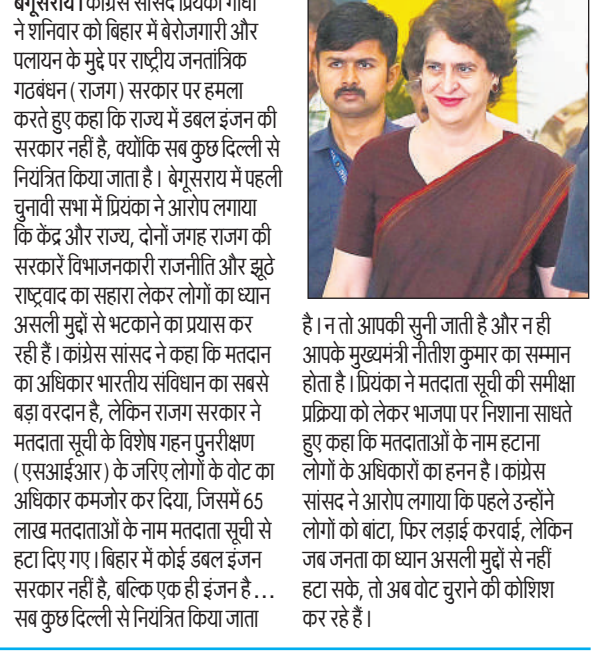 बेगूसराय। कांग्रेस सांसद प्रियंका गांधी
ने शनिवार को बिहार में बेरोजगारी और
पलायन के मुद्दे पर राष्ट्रीय जनतांत्रिक
गठबंधन ( राजग) सरकार पर हमला
करते हुए कहा कि राज्य में डबल इंजन की
सरकार नहीं है, क्योंकि सब कुछ दिल्ली से
नियंत्रित किया जाता है। बेगूसराय में पहली
चुनावी सभा में प्रियंका ने आरोप लगाया
कि केंद्र और राज्य, दोनों जगह राजग की
सरकारें विभाजनकारी राजनीति और झूठे
राष्ट्रवाद का सहारा लेकर लोगों का ध्यान
असली मुद्दों से भटकाने का प्रयास कर
रही हैं। कांग्रेस सांसद ने कहा कि मतदान
का अधिकार भारतीय संविधान का सबसे
बड़ा वरदान है, लेकिन राजग सरकार ने
मतदाता सूची के विशेष गहन पुनरीक्षण
( एसआईआर) के जरिए लोगों के वोट का
अधिकार कमजोर कर दिया, जिसमें 65
लाख मतदाताओं के नाम मतदाता सूची से
हटा दिए गए। बिहार में कोई डबल इंजन
सरकार नहीं है, बल्कि एक ही इंजन है ...
सब कुछ दिल्ली से नियंत्रित किया जाता
है। न तो आपकी सुनी जाती है और न ही
आपके मुख्यमंत्री नीतीश कुमार का सम्मान
होता है। प्रियंका ने मतदाता सूची की समीक्षा
प्रक्रिया को लेकर भाजपा पर निशाना साधते
हुए कहा कि मतदाताओं के नाम हटाना
लोगों के अधिकारों का हनन है। कांग्रेस
सांसद ने आरोप लगाया कि पहले उन्होंने
लोगों को बांटा, फिर लड़ाई करवाई, लेकिन
जब जनता का ध्यान असली मुद्दों से नहीं
हटा सके, तो अब वोट चुराने की कोशिश
कर रहे हैं।